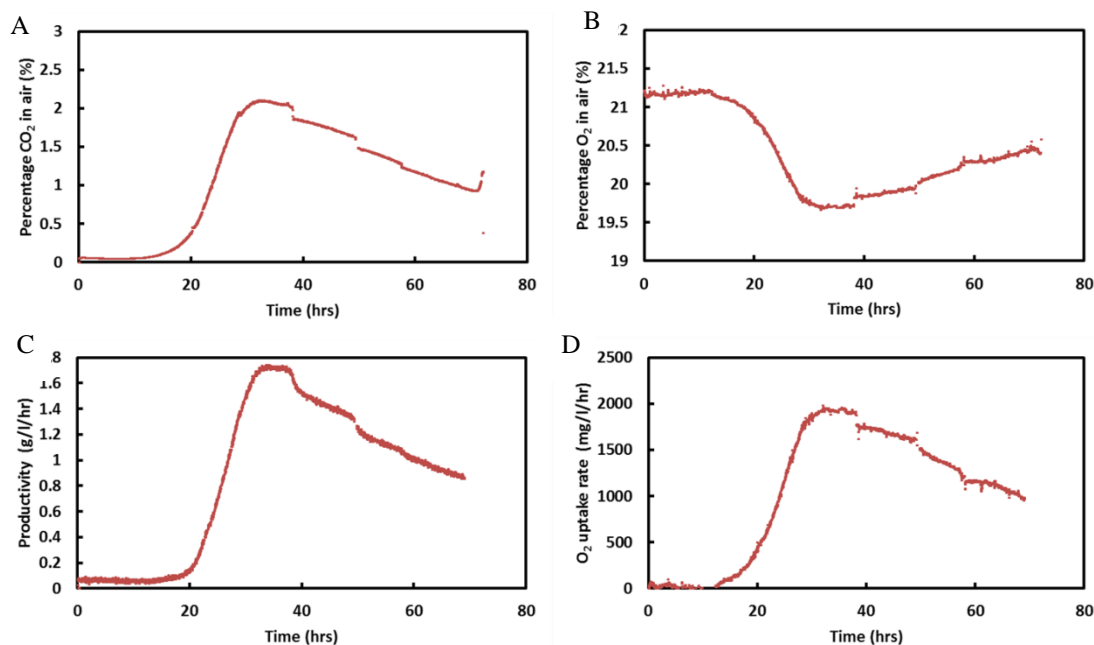 A
Percentage CO₂ in air (%)
3
2.5
2
1.5
1
0.5
0
0 20 40 60 80
Time (hrs)
B
Percentage O₂ in air (%)
.2
21.5
21
20.5
20
19.5
19
0 20 40 60 80
Time (hrs)
C
Productivity (g/l/hr)
.8
1.6
1.4
1.2
1
0.8
0.6
0.4
0.2
0
0 20 40 60 80
Time (hrs)
D
O₂ uptake rate (mg/l/hr)
2500
2000
1500
1000
500
0
0 20 40 60 80
Time (hrs)